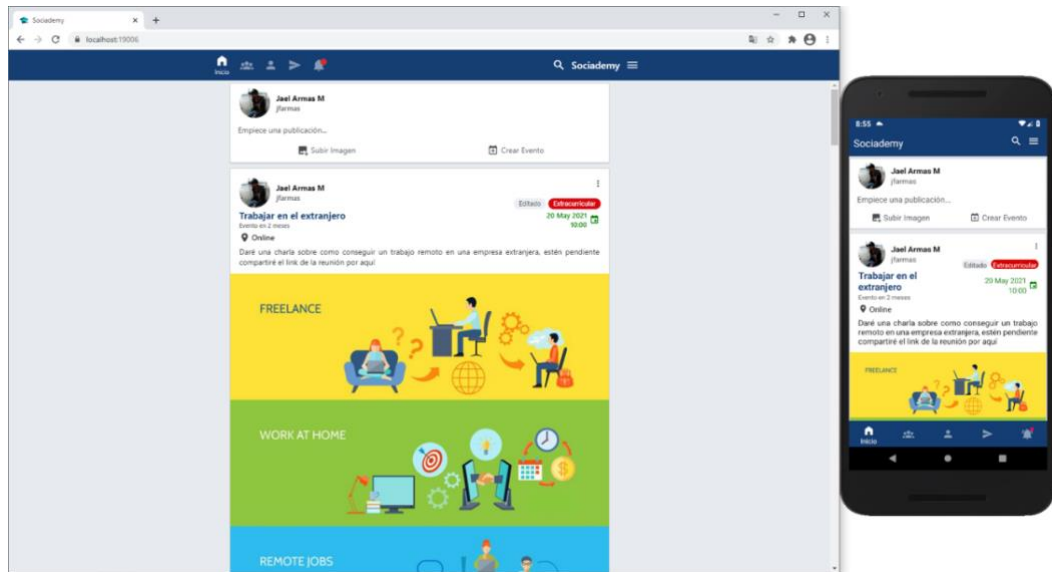 Sociademy
localhost:19006
Inicio
Sociademy
Jael Armas M
jfarmas
Empiece una publicación...
Subir Imagen
Crear Evento
Jael Armas M
jfarmas
Editado
Extracurricular
Trabajar en el extranjero
20 May 2021
10:00
Evento en 2 meses
Online
Daré una charla sobre como conseguir un trabajo remoto en una empresa extranjera, estén pendiente
compartiré el link de la reunión por aquí
FREELANCE
WORK AT HOME
REMOTE JOBS
8:55
Sociademy
Jael Armas M
jfarmas
Empiece una publicación...
Subir Imagen
Crear Evento
Jael Armas M
jfarmas
Editado
Extracurricular
Trabajar en el
extranjero
20 May 2021
10:00
Evento en 2 meses
Online
Daré una charla sobre como conseguir un trabajo
remoto en una empresa extranjera, estén pendiente
compartiré el link de la reunión por aquí
FREELANCE
Inicio